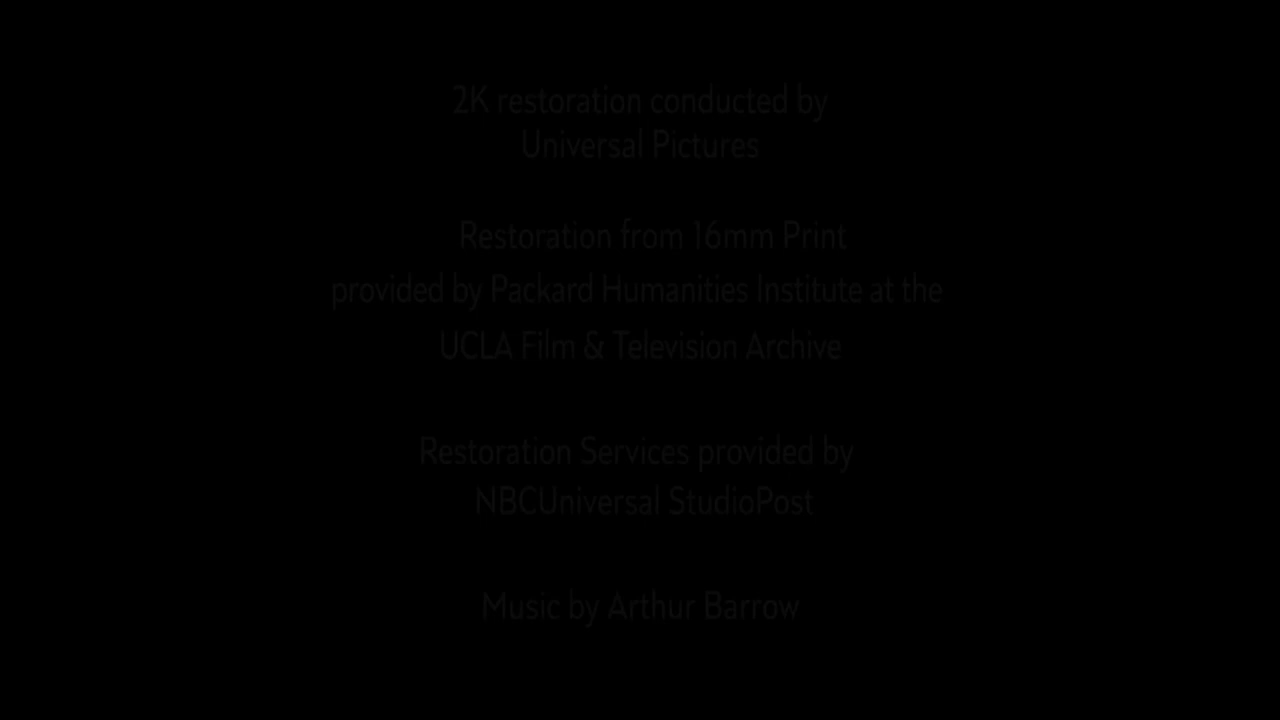 2K restoration conducted by
Universal Pictures
Restoration from 16mm Print
provided by Packard Humanities Institute at the
UCLA Film & Television Archive
Restoration Services provided by
NBCUniversal StudioPost
Music by Arthur Barrow